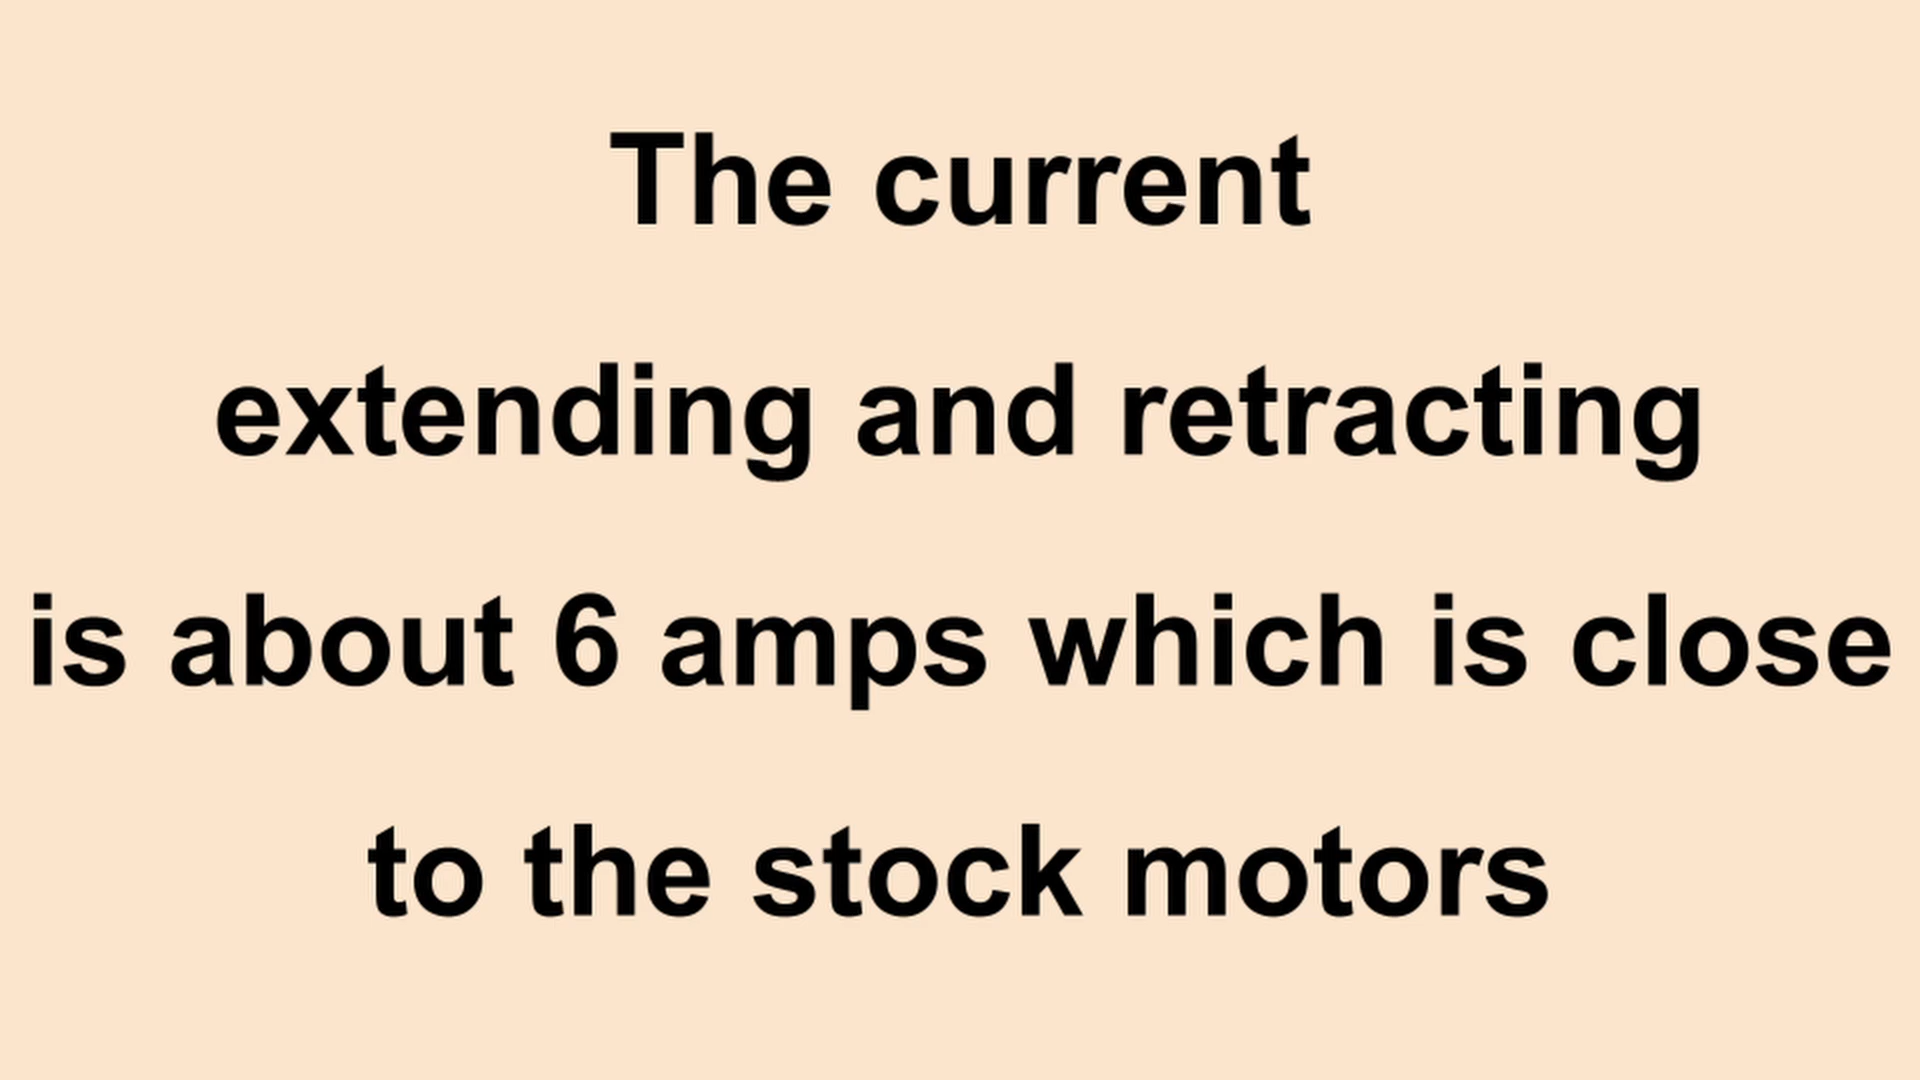 The current
extending and retracting
is about 6 amps which is close
to the stock motors